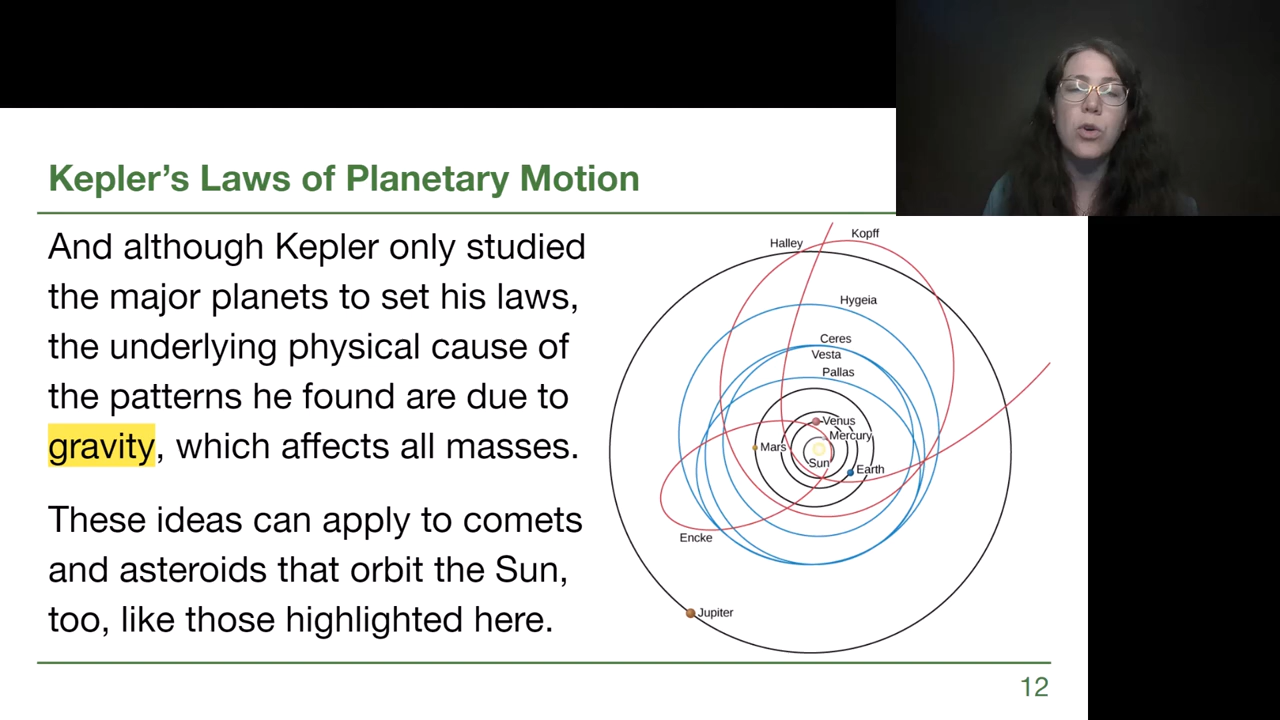 Kepler’s Laws of Planetary Motion
And although Kepler only studied
the major planets to set his laws,
the underlying physical cause of
the patterns he found are due to
gravity, which affects all masses.
These ideas can apply to comets
and asteroids that orbit the Sun,
too, like those highlighted here.
Kopff
Halley
Hygeia
Ceres
Vesta
Pallas
Venus
Mercury
Mars
Sun
Earth
Encke
Jupiter
12